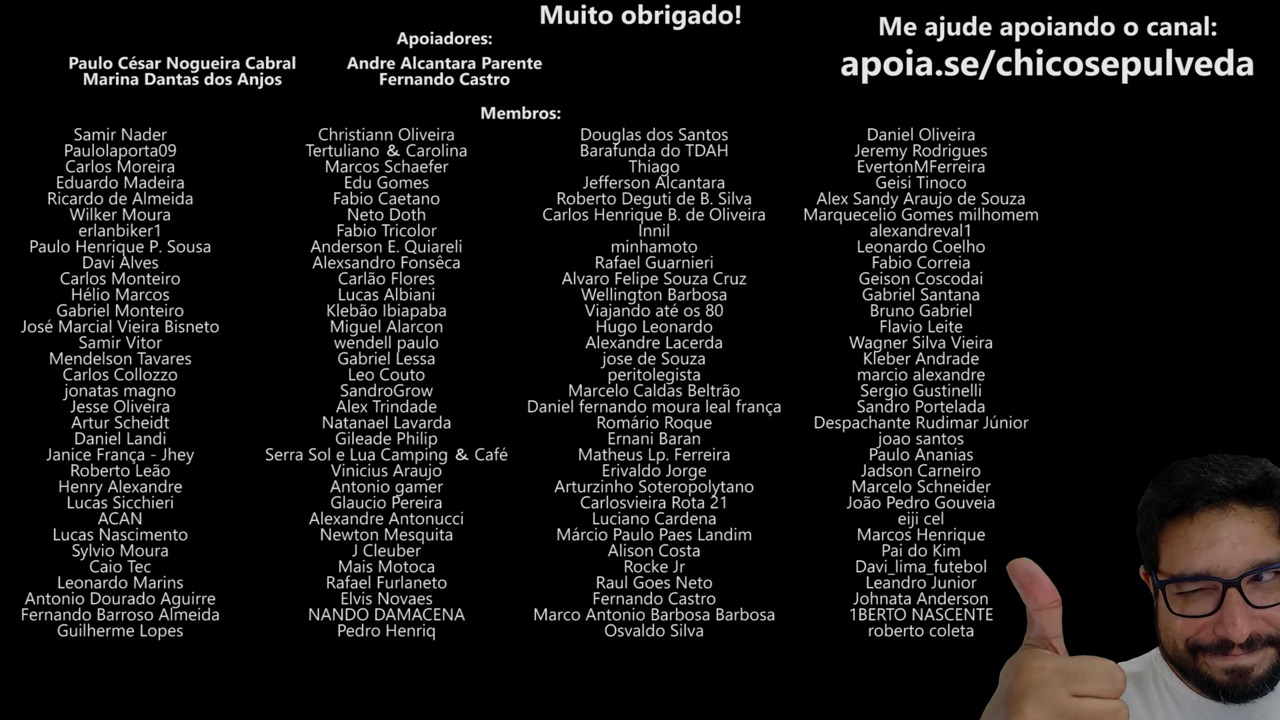 Muito obrigado!
Me ajude apoiando o canal:
apoia.se/chicosepulveda
Apoiadores:
Paulo César Nogueira Cabral
Marina Dantas dos Anjos
Andre Alcantara Parente
Fernando Castro
Membros:
Samir Nader
Paulolaporta09
Carlos Moreira
Eduardo Madeira
Ricardo de Almeida
Wilker Moura
erlanbiker1
Paulo Henrique P. Sousa
Davi Alves
Carlos Monteiro
Hélio Marcos
Gabriel Monteiro
José Marcial Vieira Bisneto
Samir Vitor
Mendelson Tavares
Carlos Collozzo
jonatas magno
Jesse Oliveira
Artur Scheidt
Daniel Landi
Janice França - Jhey
Roberto Leão
Henry Alexandre
Lucas Sicchieri
ACAN
Lucas Nascimento
Sylvio Moura
Caio Tec
Leonardo Marins
Antonio Dourado Aguirre
Fernando Barroso Almeida
Guilherme Lopes
Christiann Oliveira
Tertuliano & Carolina
Marcos Schaefer
Edu Gomes
Fabio Caetano
Neto Doth
Fabio Tricolor
Anderson E. Quiareli
Alexsandro Fonsêca
Carlão Flores
Lucas Albiani
Klebão Ibiapaba
Miguel Alarcon
wendell paulo
Gabriel Lessa
Leo Couto
SandroGrow
Alex Trindade
Natanael Lavarda
Gileade Philip
Serra Sol e Lua Camping & Café
Vinicius Araujo
Antonio gamer
Glaucio Pereira
Alexandre Antonucci
Newton Mesquita
J Cleuber
Mais Motoca
Rafael Furlaneto
Elvis Novaes
NANDO DAMACENA
Pedro Henriq
Douglas dos Santos
Barafunda do TDAH
Thiago
Jefferson Alcantara
Roberto Deguti de B. Silva
Carlos Henrique B. de Oliveira
Innil
minhamoto
Rafael Guarnieri
Alvaro Felipe Souza Cruz
Wellington Barbosa
Viajando até os 80
Hugo Leonardo
Alexandre Lacerda
jose de Souza
peritolegista
Marcelo Caldas Beltrão
Daniel fernando moura leal frança
Romário Roque
Ernani Baran
Matheus Lp. Ferreira
Erivaldo Jorge
Arturzinho Soteropolytano
Carlosvieira Rota 21
Luciano Cardena
Márcio Paulo Paes Landim
Alison Costa
Rocke Jr
Raul Goes Neto
Fernando Castro
Marco Antonio Barbosa Barbosa
Osvaldo Silva
Daniel Oliveira
Jeremy Rodrigues
EvertonMFerreira
Geisi Tinoco
Alex Sandy Araujo de Souza
Marquecelio Gomes milhomem
alexandreval1
Leonardo Coelho
Fabio Correia
Geison Coscodai
Gabriel Santana
Bruno Gabriel
Flavio Leite
Wagner Silva Vieira
Kleber Andrade
marcio alexandre
Sergio Gustinelli
Sandro Portelada
Despachante Rudimar Júnior
joao santos
Paulo Ananias
Jadson Carneiro
Marcelo Schneider
João Pedro Gouveia
eiji cel
Marcos Henrique
Pai do Kim
Davi_lima_futebol
Leandro Junior
Johnata Anderson
1BERTO NASCENTE
roberto coleta